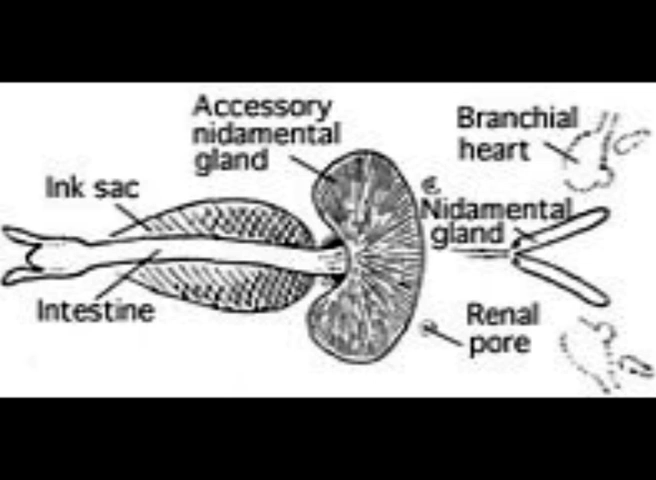 Accessory
nidamental
gland
Branchial
heart
Ink sac
Nidamental
gland
Intestine
Renal
pore